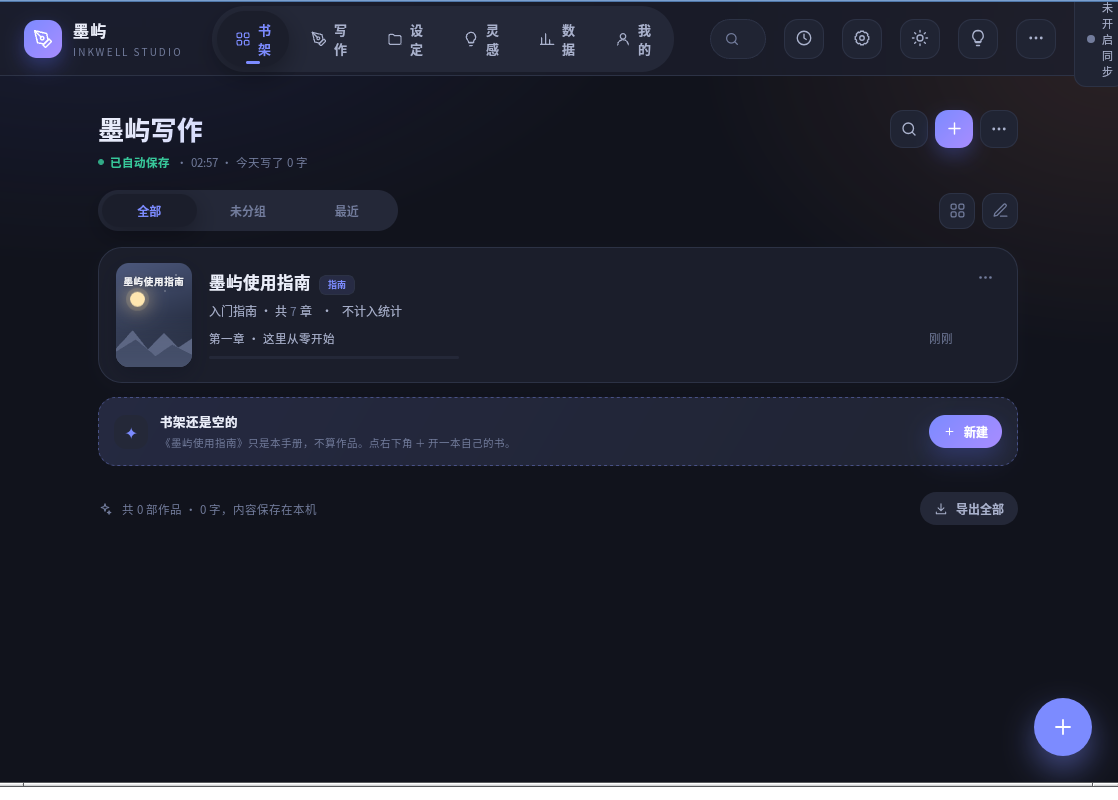 墨屿
INKWELL STUDIO
书架
写作
设定
灵感
数据
我的
未开启同步
墨屿写作
已自动保存 · 02:57 · 今天写了 0 字
全部
未分组
最近
墨屿使用指南
墨屿使用指南 指南
入门指南 · 共 7 章 · 不计入统计
第一章 · 这里从零开始
刚刚
书架还是空的
《墨屿使用指南》只是本手册，不算作品。点右下角 ＋ 开一本自己的书。
＋ 新建
共 0 部作品 · 0 字，内容保存在本机
导出全部